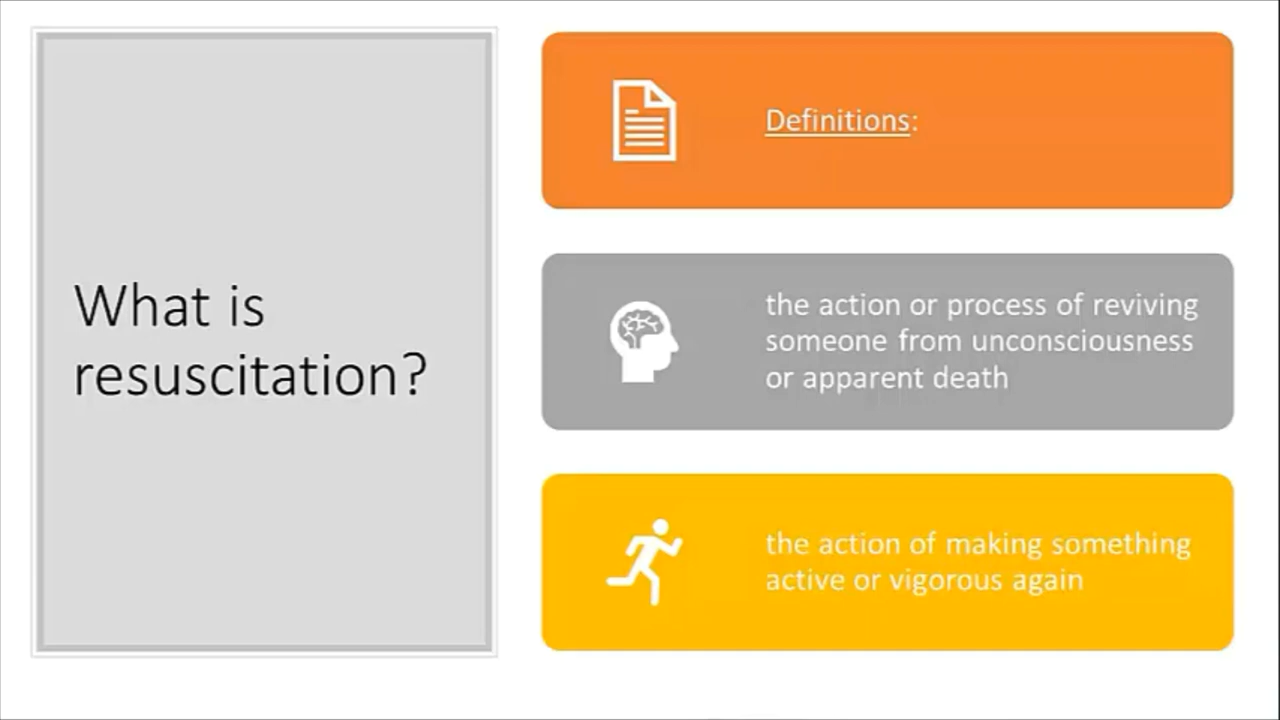 What is
resuscitation?
Definitions:
the action or process of reviving
someone from unconsciousness
or apparent death
the action of making something
active or vigorous again